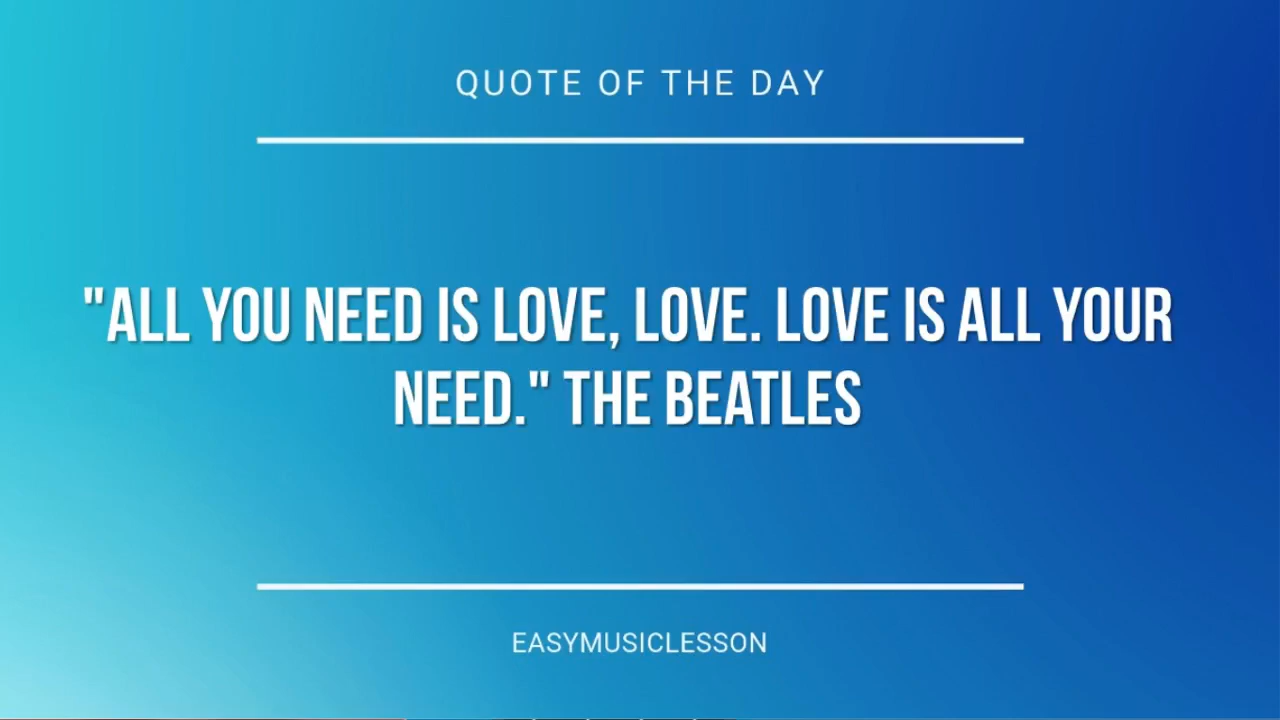 QUOTE OF THE DAY
"ALL YOU NEED IS LOVE, LOVE. LOVE IS ALL YOUR
NEED." THE BEATLES
EASYMUSICLESSON